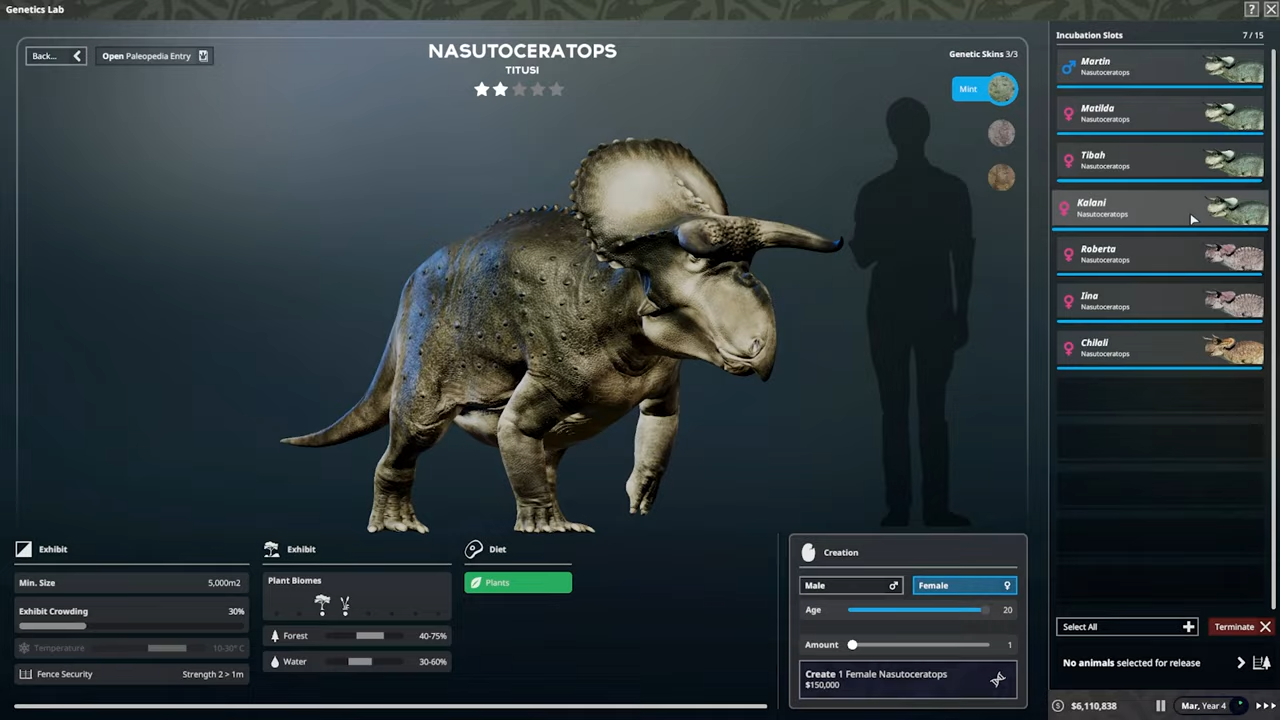 Genetics Lab
?
Back...
Open Paleopedia Entry
NASUTOCERATOPS
TITUSI
Genetic Skins 3/3
Mint
Incubation Slots
7 / 15
Martin
Nasutoceratops
Matilda
Nasutoceratops
Tibah
Nasutoceratops
Kalani
Nasutoceratops
Roberta
Nasutoceratops
Iina
Nasutoceratops
Chilali
Nasutoceratops
Exhibit
Min. Size 5,000m2
Exhibit Crowding 30%
Temperature 10-30° C
Fence Security Strength 2 > 1m
Exhibit
Plant Biomes
Forest 40-75%
Water 30-60%
Diet
Plants
Creation
Male
Female
Age 20
Amount 1
Create 1 Female Nasutoceratops
$150,000
Select All
Terminate
No animals selected for release
$6,110,838
Mar, Year 4